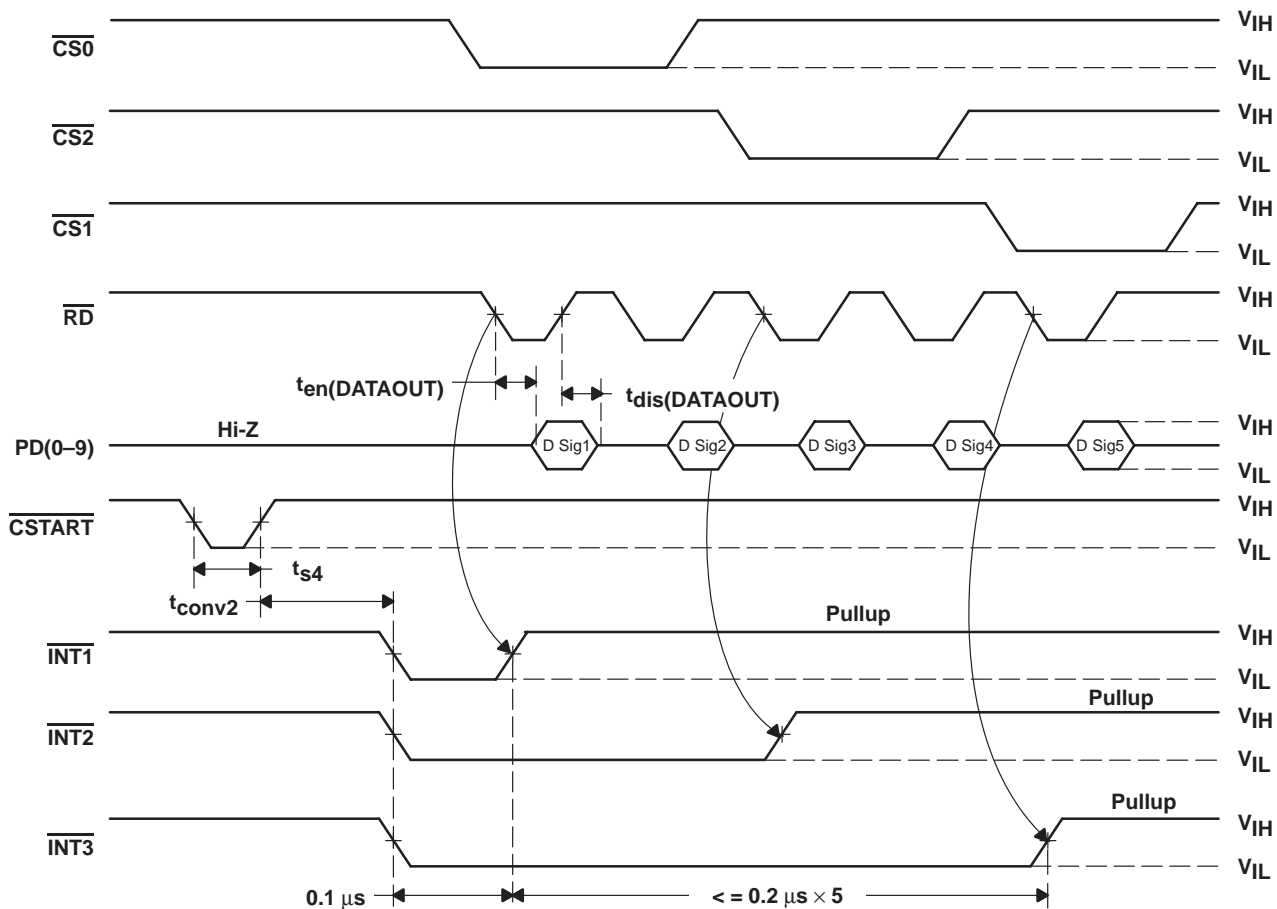 CS0
VIH
VIL
CS2
VIH
VIL
CS1
VIH
VIL
RD
VIH
VIL
ten(DATAOUT)
tdis(DATAOUT)
PD(0–9)
Hi-Z
D Sig1
D Sig2
D Sig3
D Sig4
D Sig5
VIH
VIL
CSTART
VIH
VIL
ts4
tconv2
Pullup
INT1
VIH
VIL
Pullup
INT2
VIH
VIL
Pullup
INT3
VIH
VIL
0.1 μs
< = 0.2 μs × 5